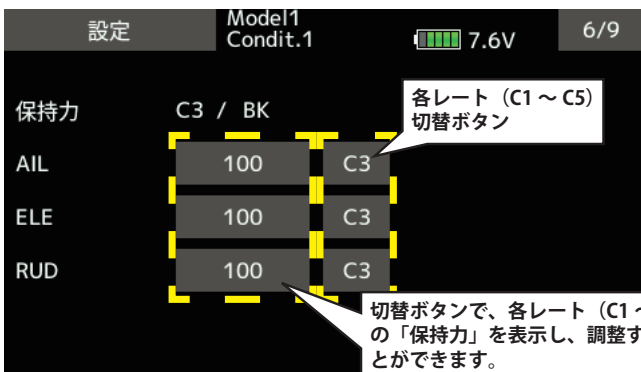 設定
Model1
Condit.1
7.6V
6/9
保持力 C3 / BK
各レート（C1 ～ C5）
切替ボタン
AIL 100 C3
ELE 100 C3
RUD 100 C3
切替ボタンで、各レート（C1
の「保持力」を表示し、調整す
とができます。